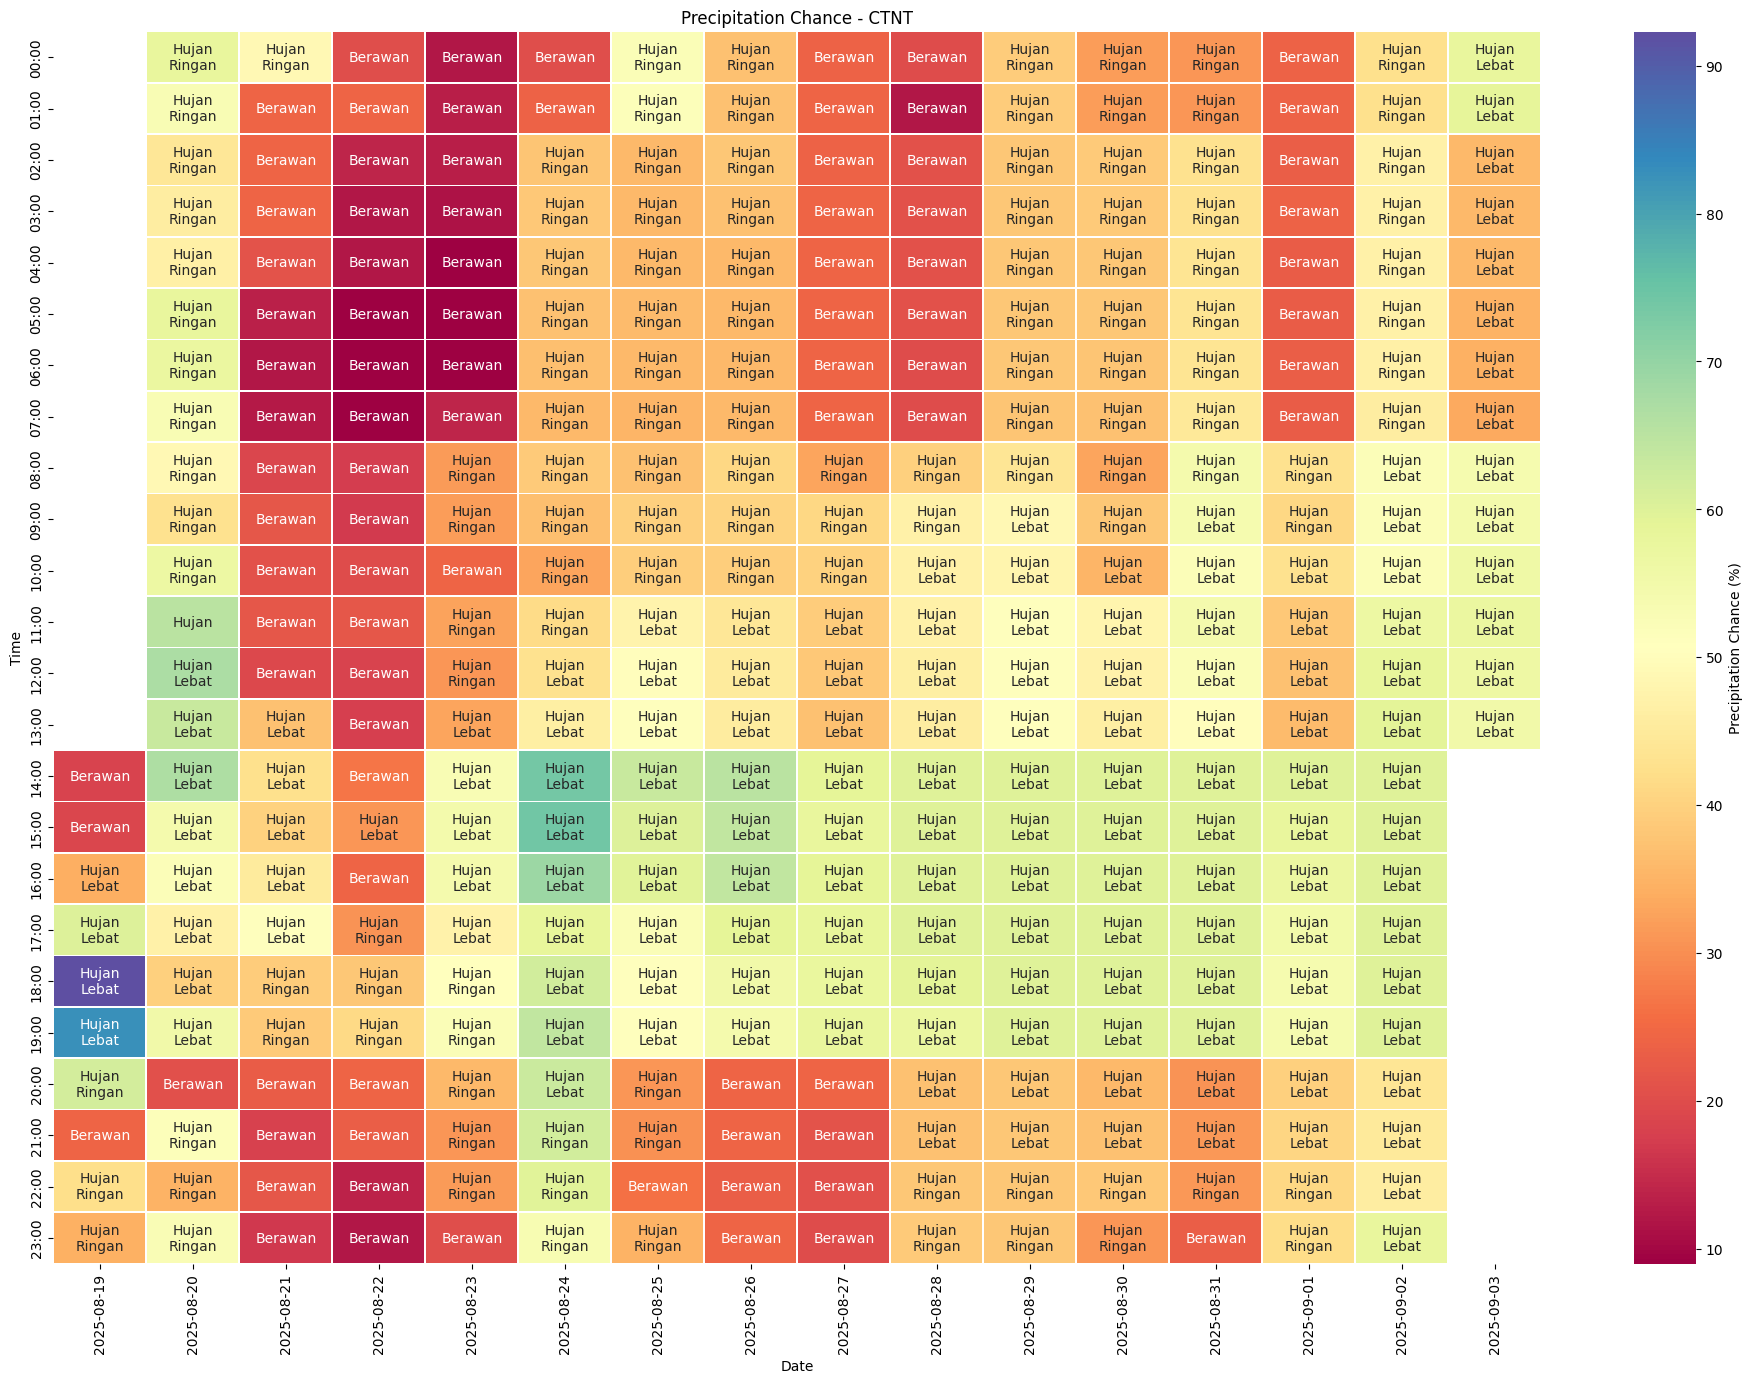 Precipitation Chance - CTNT
00:00 Hujan Ringan Hujan Ringan Berawan Berawan Berawan Hujan Ringan Hujan Ringan Berawan Berawan Hujan Ringan Hujan Ringan Hujan Ringan Berawan Hujan Ringan Hujan Lebat
01:00 Hujan Ringan Berawan Berawan Berawan Berawan Hujan Ringan Hujan Ringan Berawan Berawan Hujan Ringan Hujan Ringan Hujan Ringan Berawan Hujan Ringan Hujan Lebat
02:00 Hujan Ringan Berawan Berawan Berawan Hujan Ringan Hujan Ringan Hujan Ringan Berawan Berawan Hujan Ringan Hujan Ringan Hujan Ringan Berawan Hujan Ringan Hujan Lebat
03:00 Hujan Ringan Berawan Berawan Berawan Hujan Ringan Hujan Ringan Hujan Ringan Berawan Berawan Hujan Ringan Hujan Ringan Hujan Ringan Berawan Hujan Ringan Hujan Lebat
04:00 Hujan Ringan Berawan Berawan Berawan Hujan Ringan Hujan Ringan Hujan Ringan Berawan Berawan Hujan Ringan Hujan Ringan Hujan Ringan Berawan Hujan Ringan Hujan Lebat
05:00 Hujan Ringan Berawan Berawan Berawan Hujan Ringan Hujan Ringan Hujan Ringan Berawan Berawan Hujan Ringan Hujan Ringan Hujan Ringan Berawan Hujan Ringan Hujan Lebat
06:00 Hujan Ringan Berawan Berawan Berawan Hujan Ringan Hujan Ringan Hujan Ringan Berawan Berawan Hujan Ringan Hujan Ringan Hujan Ringan Berawan Hujan Ringan Hujan Lebat
07:00 Hujan Ringan Berawan Berawan Berawan Hujan Ringan Hujan Ringan Hujan Ringan Berawan Berawan Hujan Ringan Hujan Ringan Hujan Ringan Berawan Hujan Ringan Hujan Lebat
08:00 Hujan Ringan Berawan Berawan Hujan Ringan Hujan Ringan Hujan Ringan Hujan Ringan Hujan Ringan Hujan Ringan Hujan Ringan Hujan Ringan Hujan Ringan Hujan Ringan Hujan Lebat Hujan Lebat
09:00 Hujan Ringan Berawan Berawan Hujan Ringan Hujan Ringan Hujan Ringan Hujan Ringan Hujan Ringan Hujan Ringan Hujan Lebat Hujan Ringan Hujan Lebat Hujan Ringan Hujan Lebat Hujan Lebat
10:00 Hujan Ringan Berawan Berawan Berawan Hujan Ringan Hujan Ringan Hujan Ringan Hujan Ringan Hujan Lebat Hujan Lebat Hujan Lebat Hujan Lebat Hujan Lebat Hujan Lebat Hujan Lebat
11:00 Hujan Berawan Berawan Hujan Ringan Hujan Ringan Hujan Lebat Hujan Lebat Hujan Lebat Hujan Lebat Hujan Lebat Hujan Lebat Hujan Lebat Hujan Lebat Hujan Lebat Hujan Lebat
12:00 Hujan Lebat Berawan Berawan Hujan Ringan Hujan Lebat Hujan Lebat Hujan Lebat Hujan Lebat Hujan Lebat Hujan Lebat Hujan Lebat Hujan Lebat Hujan Lebat Hujan Lebat Hujan Lebat
13:00 Hujan Lebat Hujan Lebat Berawan Hujan Lebat Hujan Lebat Hujan Lebat Hujan Lebat Hujan Lebat Hujan Lebat Hujan Lebat Hujan Lebat Hujan Lebat Hujan Lebat Hujan Lebat Hujan Lebat
14:00 Berawan Hujan Lebat Hujan Lebat Berawan Hujan Lebat Hujan Lebat Hujan Lebat Hujan Lebat Hujan Lebat Hujan Lebat Hujan Lebat Hujan Lebat Hujan Lebat Hujan Lebat Hujan Lebat
15:00 Berawan Hujan Lebat Hujan Lebat Hujan Lebat Hujan Lebat Hujan Lebat Hujan Lebat Hujan Lebat Hujan Lebat Hujan Lebat Hujan Lebat Hujan Lebat Hujan Lebat Hujan Lebat Hujan Lebat
16:00 Hujan Lebat Hujan Lebat Hujan Lebat Berawan Hujan Lebat Hujan Lebat Hujan Lebat Hujan Lebat Hujan Lebat Hujan Lebat Hujan Lebat Hujan Lebat Hujan Lebat Hujan Lebat Hujan Lebat
17:00 Hujan Lebat Hujan Lebat Hujan Lebat Hujan Ringan Hujan Lebat Hujan Lebat Hujan Lebat Hujan Lebat Hujan Lebat Hujan Lebat Hujan Lebat Hujan Lebat Hujan Lebat Hujan Lebat Hujan Lebat
18:00 Hujan Lebat Hujan Lebat Hujan Ringan Hujan Ringan Hujan Ringan Hujan Lebat Hujan Lebat Hujan Lebat Hujan Lebat Hujan Lebat Hujan Lebat Hujan Lebat Hujan Lebat Hujan Lebat Hujan Lebat
19:00 Hujan Lebat Hujan Lebat Hujan Ringan Hujan Ringan Hujan Ringan Hujan Lebat Hujan Lebat Hujan Lebat Hujan Lebat Hujan Lebat Hujan Lebat Hujan Lebat Hujan Lebat Hujan Lebat Hujan Lebat
20:00 Hujan Ringan Berawan Berawan Berawan Hujan Ringan Hujan Lebat Hujan Ringan Berawan Berawan Hujan Lebat Hujan Lebat Hujan Lebat Hujan Lebat Hujan Lebat Hujan Lebat
21:00 Berawan Hujan Ringan Berawan Berawan Hujan Ringan Hujan Ringan Hujan Ringan Berawan Berawan Hujan Lebat Hujan Lebat Hujan Lebat Hujan Lebat Hujan Lebat Hujan Lebat
22:00 Hujan Ringan Hujan Ringan Berawan Berawan Hujan Ringan Hujan Ringan Berawan Berawan Berawan Hujan Ringan Hujan Ringan Hujan Ringan Hujan Ringan Hujan Ringan Hujan Lebat
23:00 Hujan Ringan Hujan Ringan Berawan Berawan Berawan Hujan Ringan Hujan Ringan Berawan Berawan Hujan Ringan Hujan Ringan Hujan Ringan Berawan Hujan Ringan Hujan Lebat
Time
2025-08-19 2025-08-20 2025-08-21 2025-08-22 2025-08-23 2025-08-24 2025-08-25 2025-08-26 2025-08-27 2025-08-28 2025-08-29 2025-08-30 2025-08-31 2025-09-01 2025-09-02 2025-09-03
Date
90
80
70
60
50
40
30
20
10
Precipitation Chance (%)